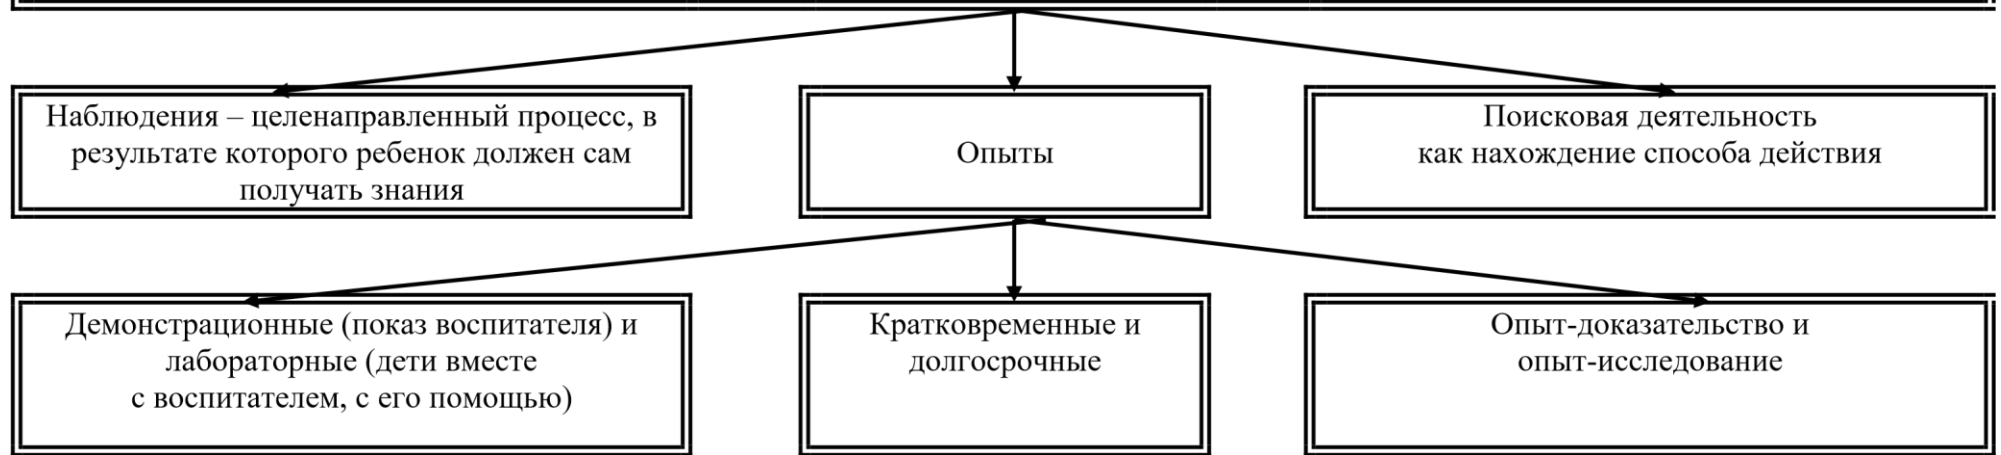 Наблюдения – целенаправленный процесс, в
результате которого ребенок должен сам
получать знания
Опыты
Поисковая деятельность
как нахождение способа действия
Демонстрационные (показ воспитателя) и
лабораторные (дети вместе
с воспитателем, с его помощью)
Кратковременные и
долгосрочные
Опыт-доказательство и
опыт-исследование